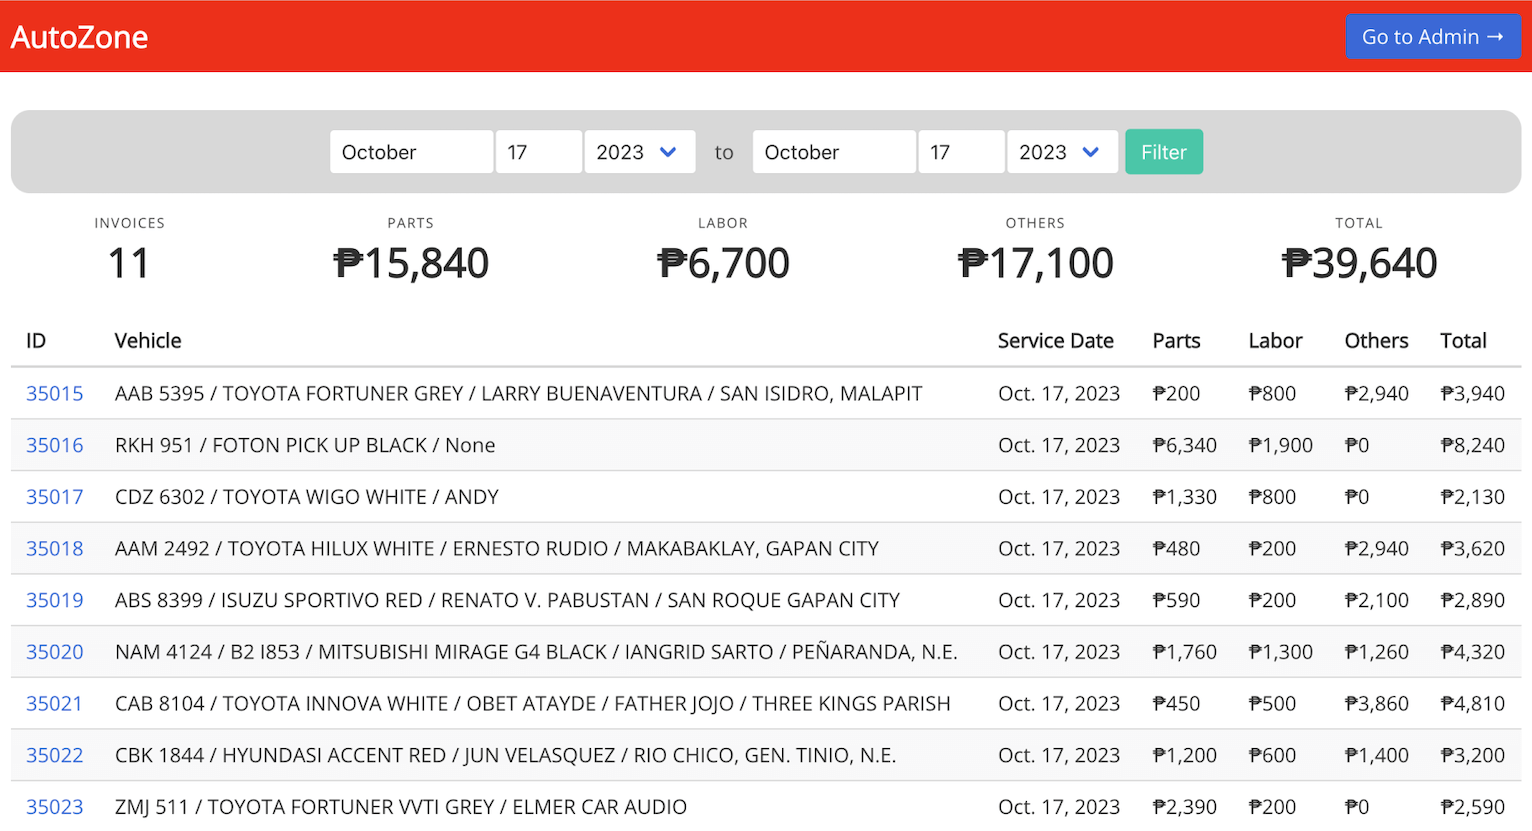 AutoZone Go to Admin →
October 17 2023 to October 17 2023 Filter
INVOICES PARTS LABOR OTHERS TOTAL
11 ₱15,840 ₱6,700 ₱17,100 ₱39,640
ID Vehicle Service Date Parts Labor Others Total
35015 AAB 5395 / TOYOTA FORTUNER GREY / LARRY BUENAVENTURA / SAN ISIDRO, MALAPIT Oct. 17, 2023 ₱200 ₱800 ₱2,940 ₱3,940
35016 RKH 951 / FOTON PICK UP BLACK / None Oct. 17, 2023 ₱6,340 ₱1,900 ₱0 ₱8,240
35017 CDZ 6302 / TOYOTA WIGO WHITE / ANDY Oct. 17, 2023 ₱1,330 ₱800 ₱0 ₱2,130
35018 AAM 2492 / TOYOTA HILUX WHITE / ERNESTO RUDIO / MAKABAKLAY, GAPAN CITY Oct. 17, 2023 ₱480 ₱200 ₱2,940 ₱3,620
35019 ABS 8399 / ISUZU SPORTIVO RED / RENATO V. PABUSTAN / SAN ROQUE GAPAN CITY Oct. 17, 2023 ₱590 ₱200 ₱2,100 ₱2,890
35020 NAM 4124 / B2 I853 / MITSUBISHI MIRAGE G4 BLACK / IANGRID SARTO / PEÑARANDA, N.E. Oct. 17, 2023 ₱1,760 ₱1,300 ₱1,260 ₱4,320
35021 CAB 8104 / TOYOTA INNOVA WHITE / OBET ATAYDE / FATHER JOJO / THREE KINGS PARISH Oct. 17, 2023 ₱450 ₱500 ₱3,860 ₱4,810
35022 CBK 1844 / HYUNDASI ACCENT RED / JUN VELASQUEZ / RIO CHICO, GEN. TINIO, N.E. Oct. 17, 2023 ₱1,200 ₱600 ₱1,400 ₱3,200
35023 ZMJ 511 / TOYOTA FORTUNER VVTI GREY / ELMER CAR AUDIO Oct. 17, 2023 ₱2,390 ₱200 ₱0 ₱2,590